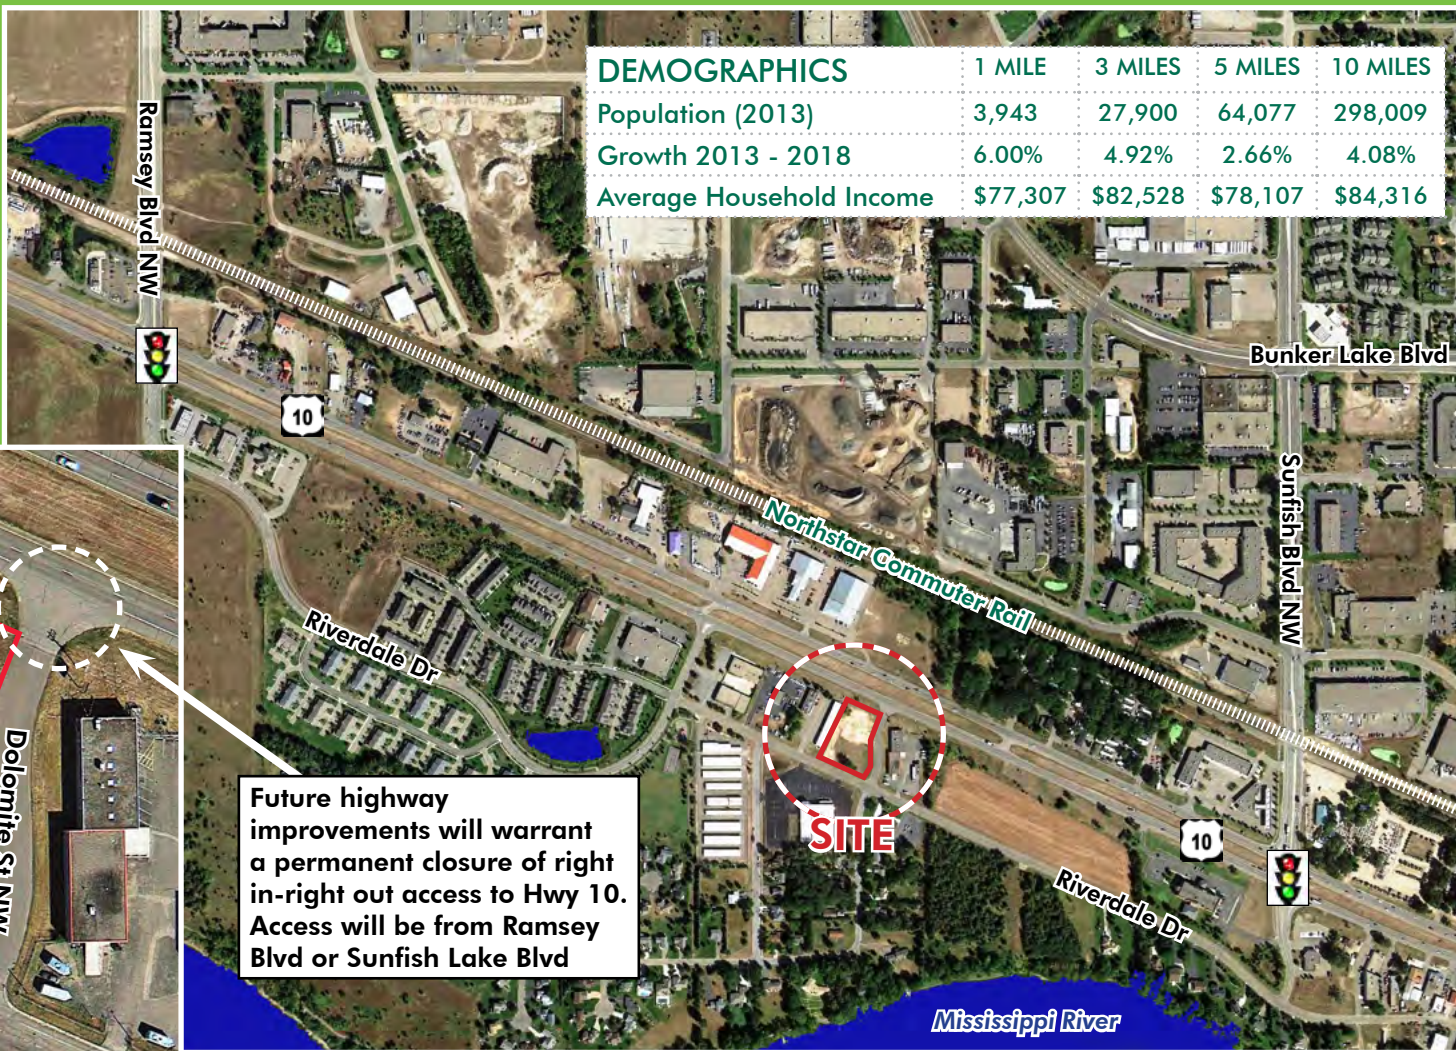 DEMOGRAPHICS 1 MILE 3 MILES 5 MILES 10 MILES
Population (2013) 3,943 27,900 64,077 298,009
Growth 2013 - 2018 6.00% 4.92% 2.66% 4.08%
Average Household Income $77,307 $82,528 $78,107 $84,316
Ramsey Blvd NW
Bunker Lake Blvd
10
Sunfish Blvd NW
Northstar Commuter Rail
Riverdale Dr
SITE
10
Riverdale Dr
Dolomite St NW
Future highway
improvements will warrant
a permanent closure of right
in-right out access to Hwy 10.
Access will be from Ramsey
Blvd or Sunfish Lake Blvd
Mississippi River